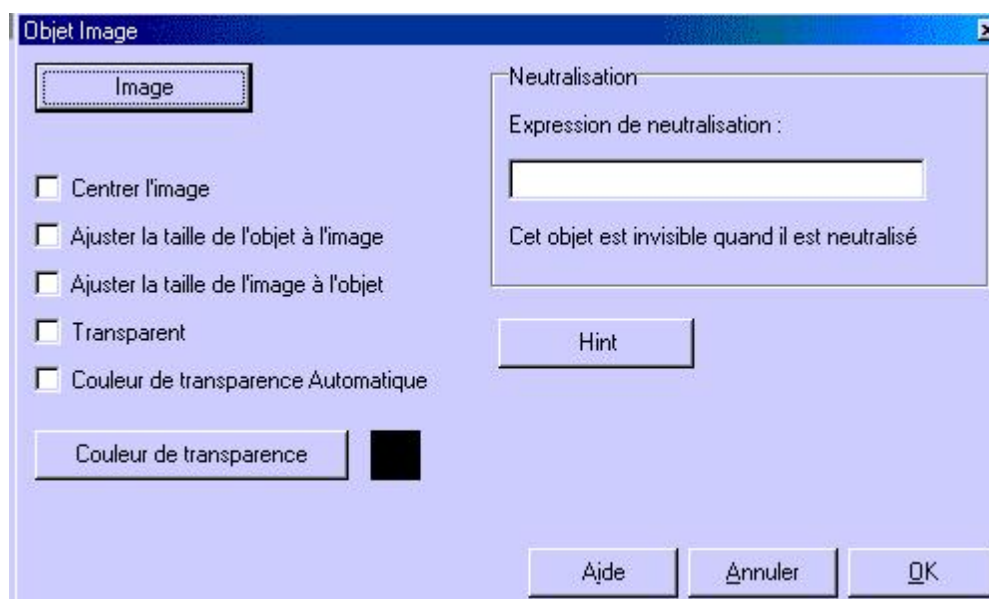 Objet Image
Image
Centrer l'image
Ajuster la taille de l'objet à l'image
Ajuster la taille de l'image à l'objet
Transparent
Couleur de transparence Automatique
Couleur de transparence
Neutralisation
Expression de neutralisation :
Cet objet est invisible quand il est neutralisé
Hint
Aide
Annuler
OK